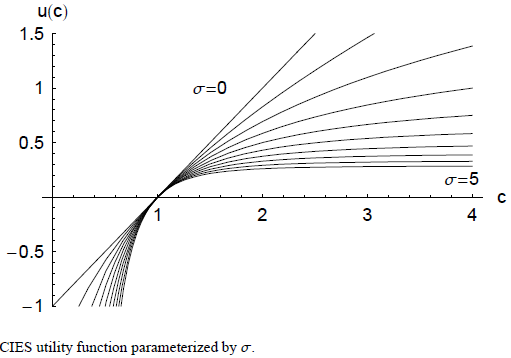 u(c)
1.5
1
σ=0
0.5
σ=5
c
1 2 3 4
−0.5
−1
CIES utility function parameterized by σ.